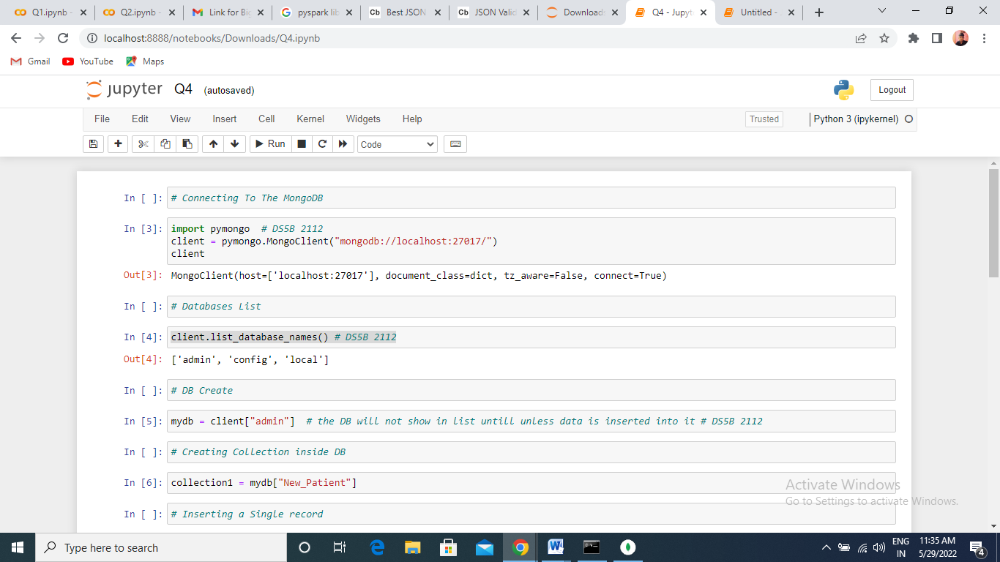 Q1.ipynb -
Q2.ipynb -
Link for Big
pyspark lib
Best JSON
JSON Valid
Downloads
Q4 - Jupyt
Untitled -
localhost:8888/notebooks/Downloads/Q4.ipynb
Gmail
YouTube
Maps
jupyter Q4 (autosaved)
Logout
File Edit View Insert Cell Kernel Widgets Help
Trusted
Python 3 (ipykernel)
Run
Code
In [ ]: # Connecting To The MongoDB
In [3]: import pymongo  # DS5B 2112
client = pymongo.MongoClient("mongodb://localhost:27017/")
client
Out[3]: MongoClient(host=['localhost:27017'], document_class=dict, tz_aware=False, connect=True)
In [ ]: # Databases List
In [4]: client.list_database_names() # DS5B 2112
Out[4]: ['admin', 'config', 'local']
In [ ]: # DB Create
In [5]: mydb = client["admin"]  # the DB will not show in list untill unless data is inserted into it # DS5B 2112
In [ ]: # Creating Collection inside DB
In [6]: collection1 = mydb["New_Patient"]
In [ ]: # Inserting a Single record
Activate Windows
Go to Settings to activate Windows.
Type here to search
ENG
IN
11:35 AM
5/29/2022
4